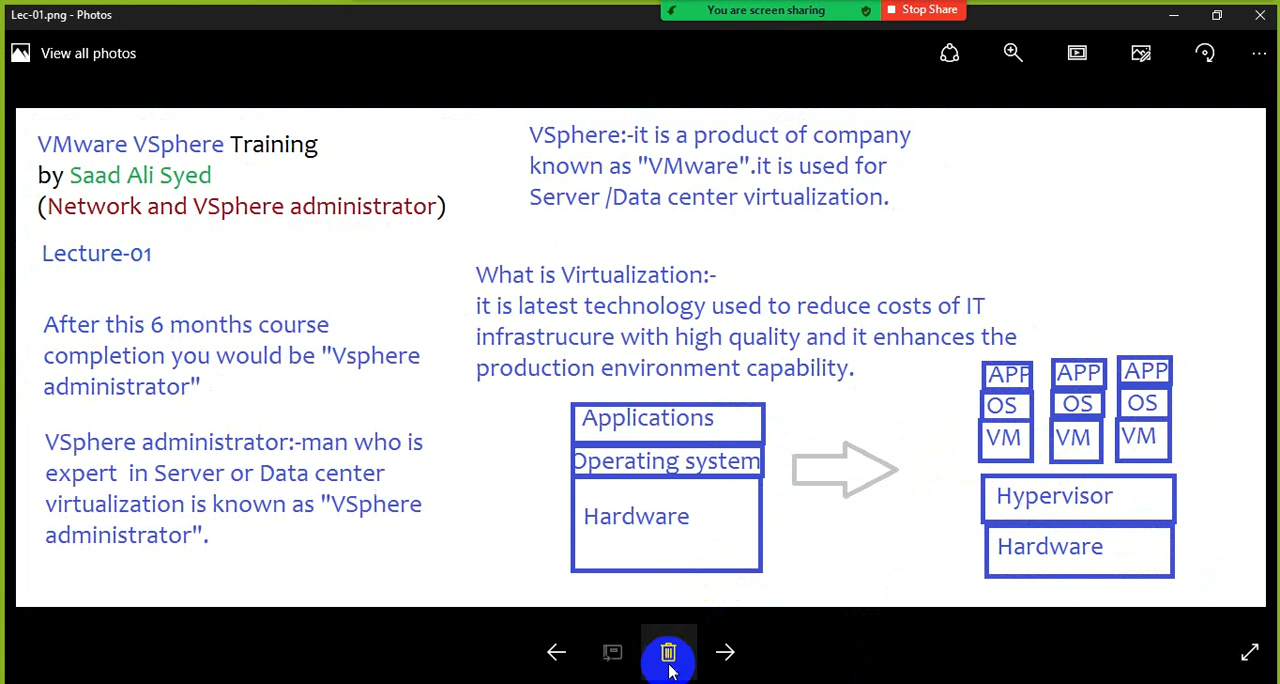 Lec-01.png - Photos
You are screen sharing
Stop Share
View all photos
VMware VSphere Training
by Saad Ali Syed
(Network and VSphere administrator)
Lecture-01
After this 6 months course
completion you would be "Vsphere
administrator"
VSphere administrator:-man who is
expert in Server or Data center
virtualization is known as "VSphere
administrator".
VSphere:-it is a product of company
known as "VMware".it is used for
Server /Data center virtualization.
What is Virtualization:-
it is latest technology used to reduce costs of IT
infrastrucure with high quality and it enhances the
production environment capability.
Applications
Operating system
Hardware
APP APP APP
OS OS OS
VM VM VM
Hypervisor
Hardware